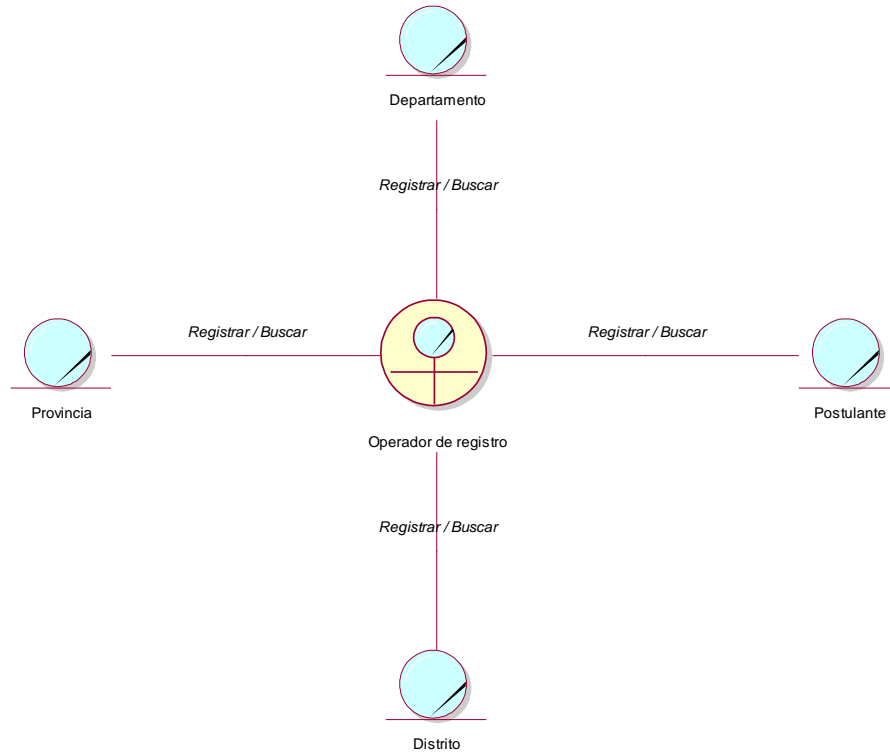 Departamento
Registrar / Buscar
Registrar / Buscar
Registrar / Buscar
Provincia
Postulante
Operador de registro
Registrar / Buscar
Distrito